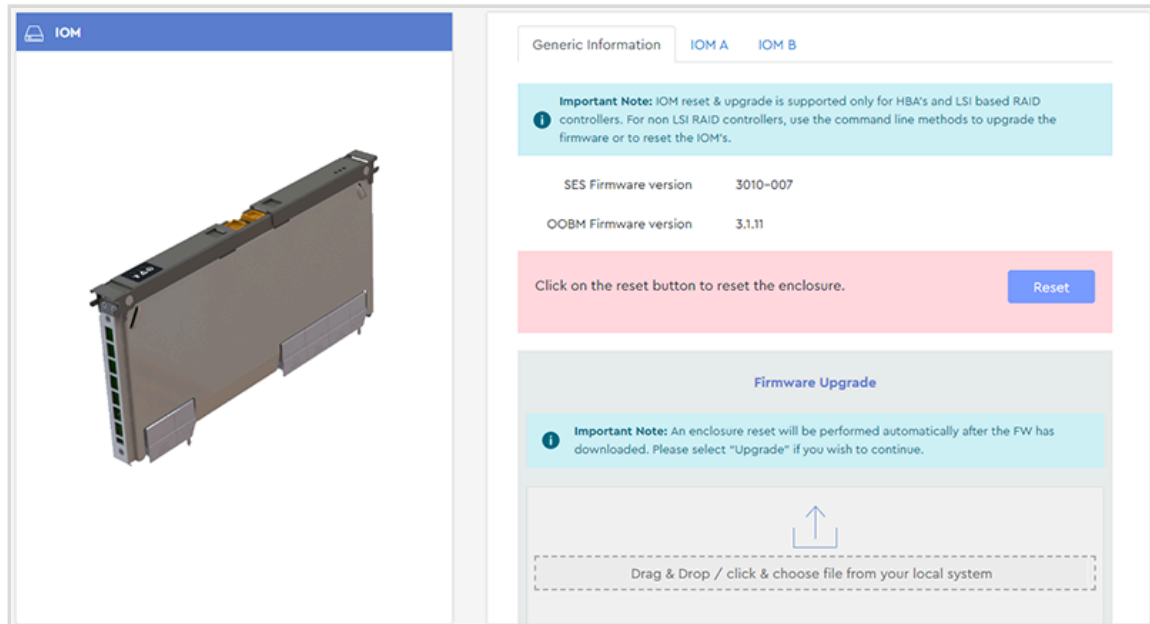 IOM
Generic Information
IOM A
IOM B
Important Note: IOM reset & upgrade is supported only for HBA's and LSI based RAID
controllers. For non LSI RAID controllers, use the command line methods to upgrade the
firmware or to reset the IOM's.
SES Firmware version 3010-007
OOBM Firmware version 3.1.11
Click on the reset button to reset the enclosure.
Reset
Firmware Upgrade
Important Note: An enclosure reset will be performed automatically after the FW has
downloaded. Please select "Upgrade" if you wish to continue.
Drag & Drop / click & choose file from your local system